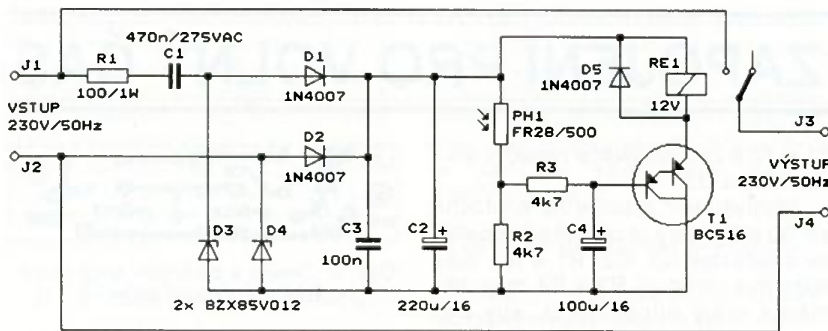 470n/275VAC
J1
R1
C1
100/1W
D1
1N4007
D5
1N4007
RE1
12V
VSTUP
230V/50Hz
PH1
FR28/500
J3
J2
D2
1N4007
R3
4k7
VÝSTUP
230V/50Hz
T1
BC516
J4
D3
D4
C3
100n
C2
+
R2
4k7
C4
+
2x BZX85V012
220u/16
100u/16